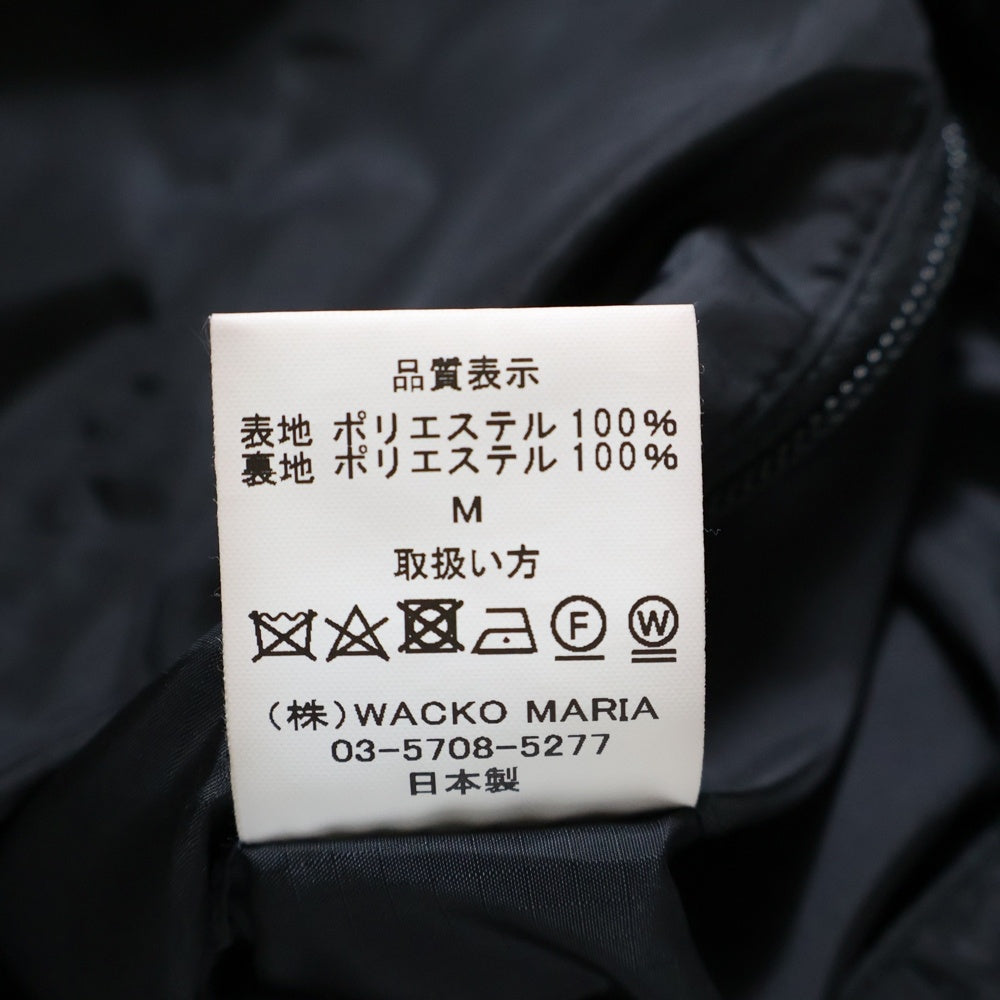 品質表示
表地 ポリエステル 100%
裏地 ポリエステル 100%
M
取扱い方
F W
(株)WACKO MARIA
03-5708-5277
日本製